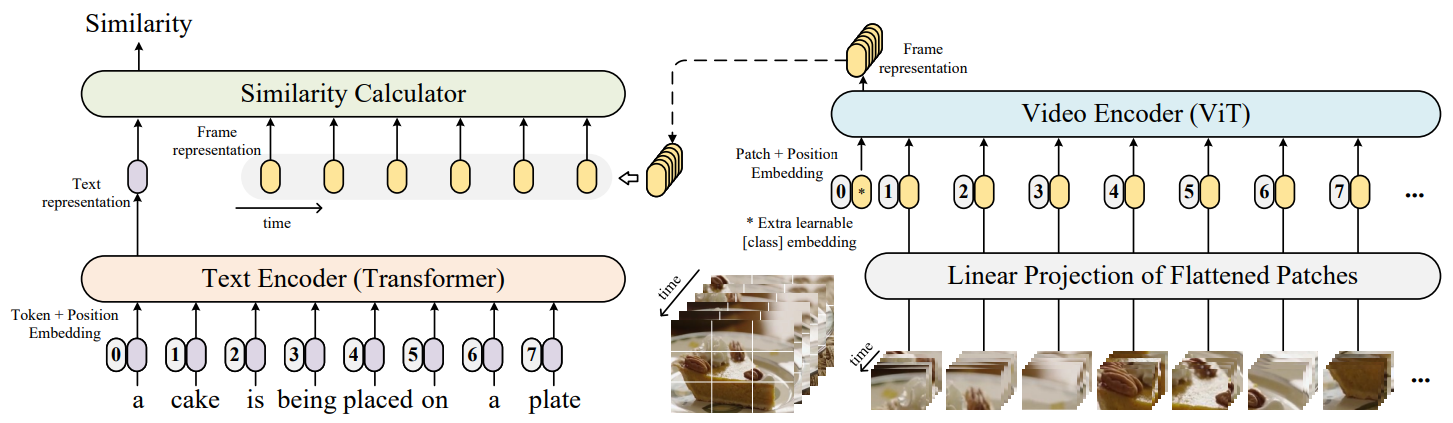 Similarity
Similarity Calculator
Frame
representation
Text
representation
time
Text Encoder (Transformer)
Token + Position
Embedding
0 1 2 3 4 5 6 7
a cake is being placed on a plate
Frame
representation
Video Encoder (ViT)
Patch + Position
Embedding
0 * 1 2 3 4 5 6 7 ...
* Extra learnable
[class] embedding
Linear Projection of Flattened Patches
time
time
...